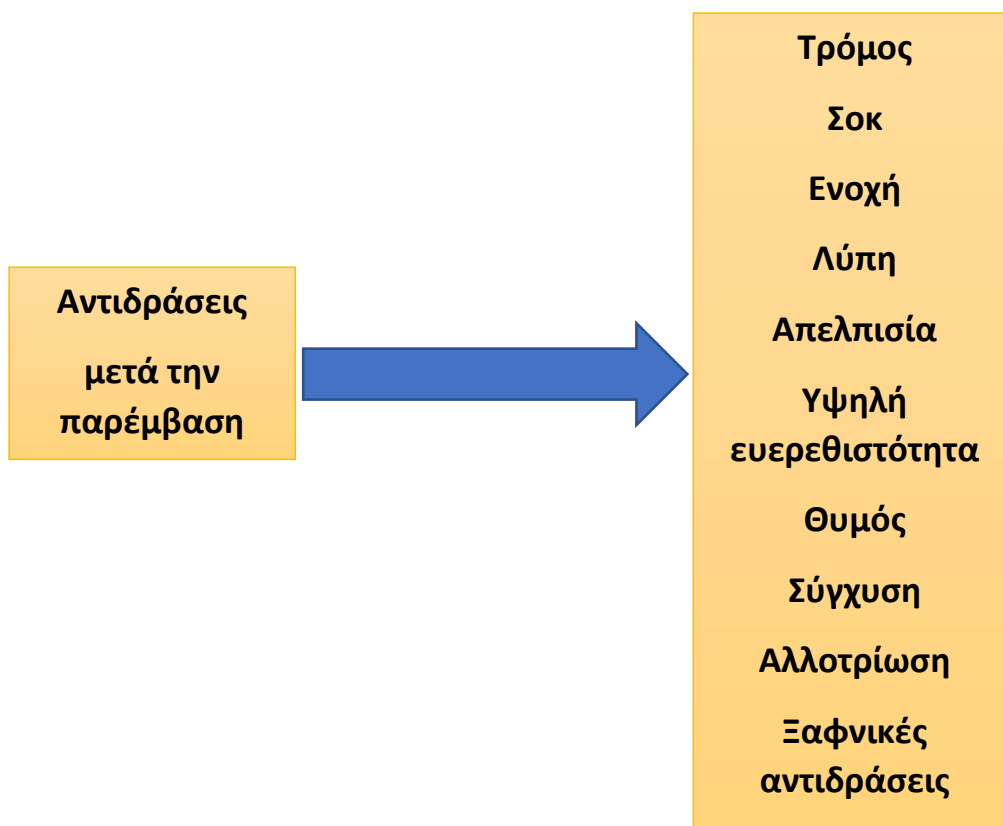 Αντιδράσεις
μετά την
παρέμβαση
Τρόμος
Σοκ
Ενοχή
Λύπη
Απελπισία
Υψηλή
ευερεθιστότητα
Θυμός
Σύγχυση
Αλλοτρίωση
Ξαφνικές
αντιδράσεις